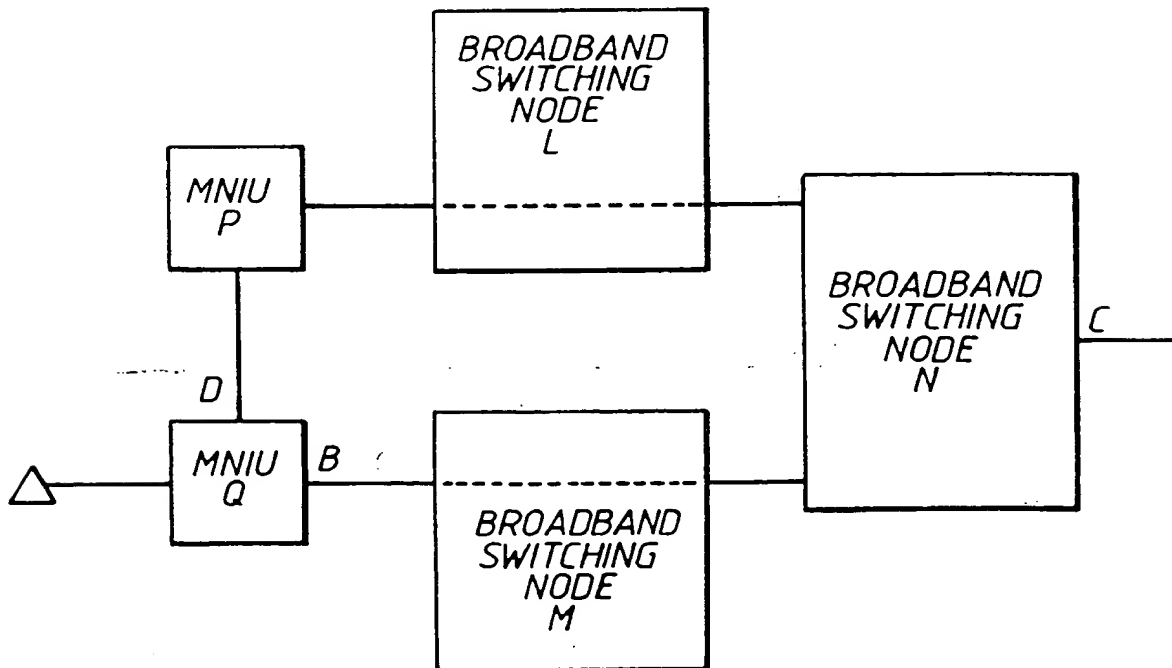 BROADBAND
SWITCHING
NODE
L
MNIU
P
BROADBAND
SWITCHING
NODE
N
C
D
MNIU
Q
B
BROADBAND
SWITCHING
NODE
M